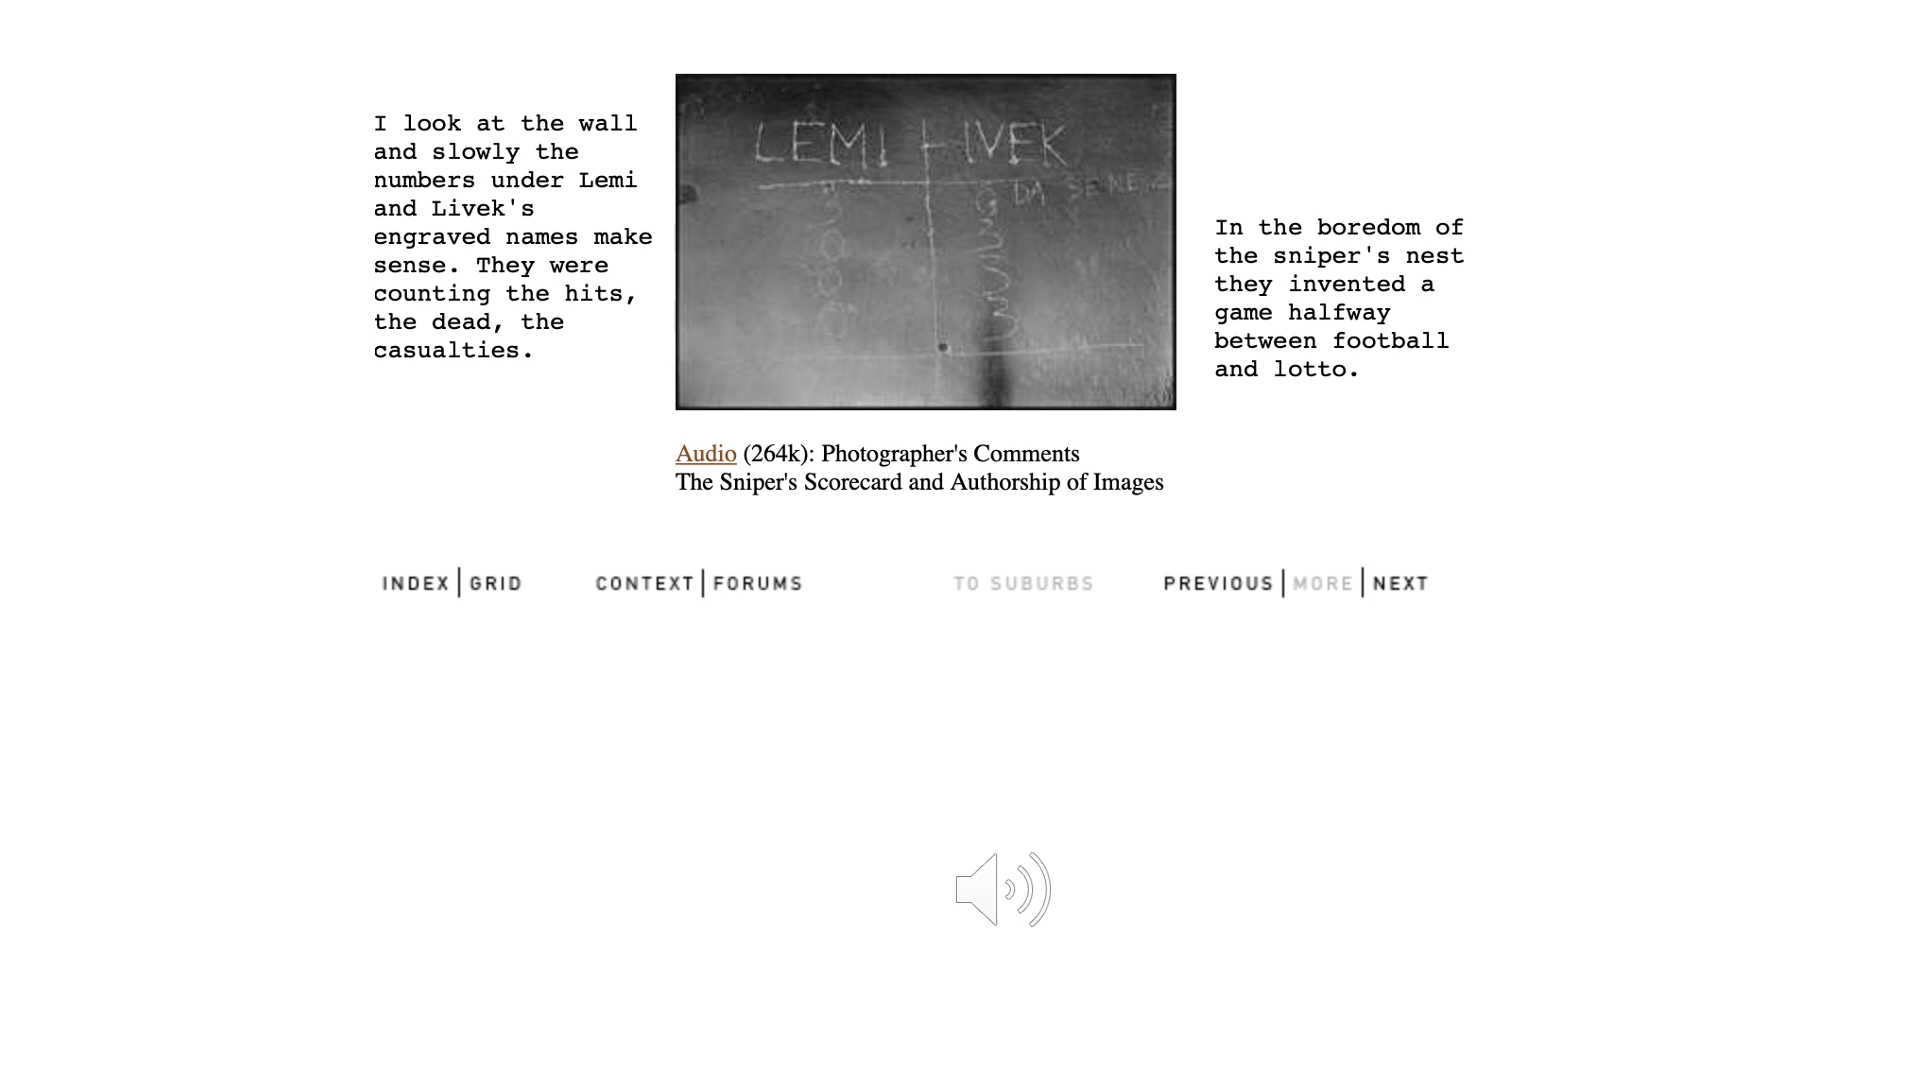 I look at the wall
and slowly the
numbers under Lemi
and Livek's
engraved names make
sense. They were
counting the hits,
the dead, the
casualties.
LEMI LIVEK
DA
In the boredom of
the sniper's nest
they invented a
game halfway
between football
and lotto.
Audio (264k): Photographer's Comments
The Sniper's Scorecard and Authorship of Images
INDEX | GRID CONTEXT | FORUMS TO SUBURBS PREVIOUS | MORE | NEXT